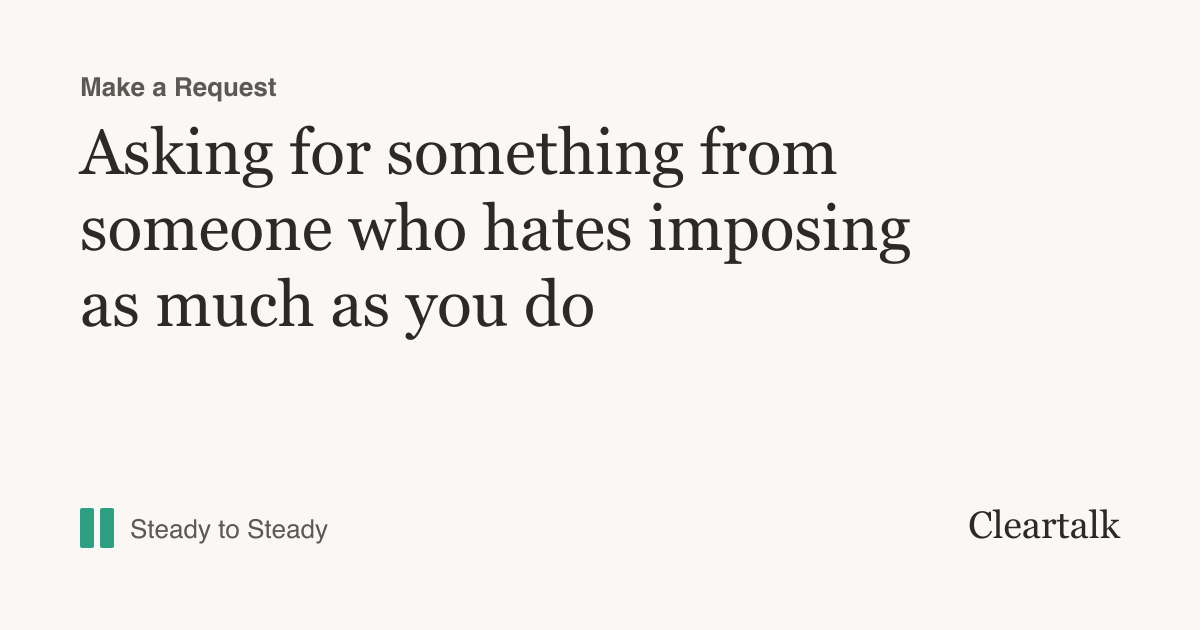 Make a Request
Asking for something from
someone who hates imposing
as much as you do
Steady to Steady
Cleartalk